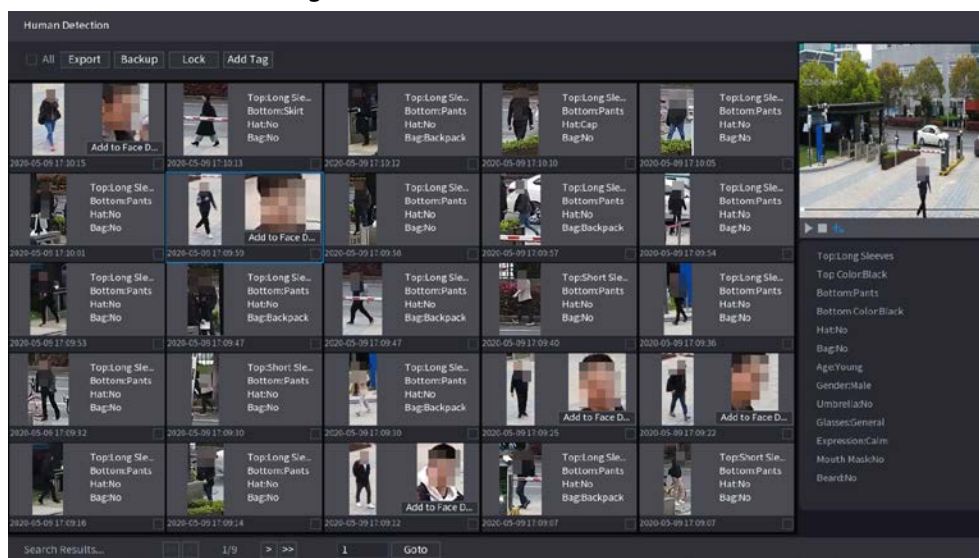 Human Detection
All Export Backup Lock Add Tag
Add to Face D...
2020-05-09 17:10:15
Top:Long Sle...
Bottom:Skirt
Hat:No
Bag:No
2020-05-09 17:10:13
Top:Long Sle...
Bottom:Pants
Hat:No
Bag:Backpack
2020-05-09 17:10:12
Top:Long Sle...
Bottom:Pants
Hat:Cap
Bag:No
2020-05-09 17:10:10
Top:Long Sle...
Bottom:Pants
Hat:No
Bag:No
2020-05-09 17:10:05
Top:Long Sle...
Bottom:Pants
Hat:No
Bag:No
2020-05-09 17:10:01
Add to Face D...
2020-05-09 17:09:59
Top:Long Sle...
Bottom:Pants
Hat:No
Bag:No
2020-05-09 17:09:58
Top:Long Sle...
Bottom:Pants
Hat:No
Bag:Backpack
2020-05-09 17:09:57
Top:Long Sle...
Bottom:Pants
Hat:No
Bag:No
2020-05-09 17:09:54
Top:Long Sle...
Bottom:Pants
Hat:No
Bag:No
2020-05-09 17:09:53
Top:Long Sle...
Bottom:Pants
Hat:No
Bag:No
2020-05-09 17:09:47
Top:Long Sle...
Bottom:Pants
Hat:No
Bag:Backpack
2020-05-09 17:09:47
Top:Short Sle...
Bottom:Pants
Hat:No
Bag:No
2020-05-09 17:09:40
Top:Long Sle...
Bottom:Pants
Hat:No
Bag:No
2020-05-09 17:09:36
Top:Long Sle...
Bottom:Pants
Hat:No
Bag:No
2020-05-09 17:09:32
Top:Short Sle...
Bottom:Pants
Hat:No
Bag:No
2020-05-09 17:09:30
Top:Long Sle...
Bottom:Pants
Hat:No
Bag:Backpack
2020-05-09 17:09:30
Add to Face D...
2020-05-09 17:09:25
Add to Face D...
2020-05-09 17:09:22
Top:Long Sle...
Bottom:Pants
Hat:No
Bag:No
2020-05-09 17:09:16
Top:Long Sle...
Bottom:Pants
Hat:No
Bag:No
2020-05-09 17:09:14
Add to Face D...
2020-05-09 17:09:12
Top:Long Sle...
Bottom:Pants
Hat:No
Bag:Backpack
2020-05-09 17:09:07
Top:Short Sle...
Bottom:Pants
Hat:No
Bag:No
2020-05-09 17:09:07
Top:Long Sleeves
Top Color:Black
Bottom:Pants
Bottom Color:Black
Hat:No
Bag:No
Age:Young
Gender:Male
Umbrella:No
Glasses:General
Expression:Calm
Mouth Mask:No
Beard:No
Search Results... 1/9 > >> 1 Goto